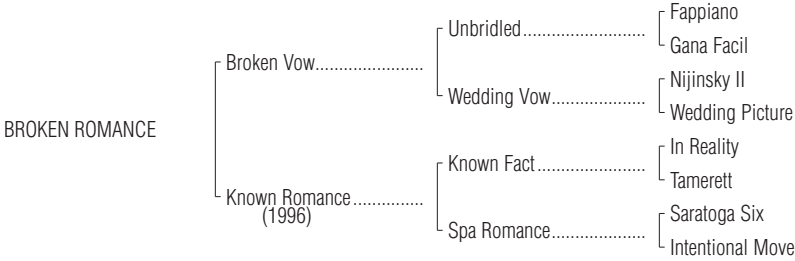 Fappiano
Unbridled..........................
Gana Facil
Broken Vow.......................
Nijinsky II
Wedding Vow....................
Wedding Picture
BROKEN ROMANCE
In Reality
Known Fact.......................
Tamerett
Known Romance...............
(1996)
Saratoga Six
Spa Romance....................
Intentional Move